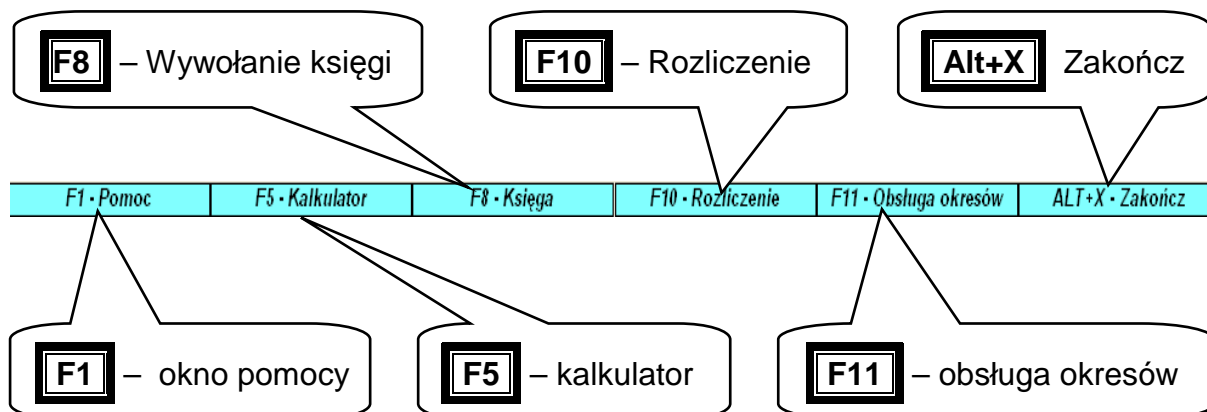 F8 – Wywołanie księgi
F10 – Rozliczenie
Alt+X Zakończ
F1 - Pomoc
F5 - Kalkulator
F8 - Księga
F10 - Rozliczenie
F11 - Obsługa okresów
ALT+X - Zakończ
F1 – okno pomocy
F5 – kalkulator
F11 – obsługa okresów